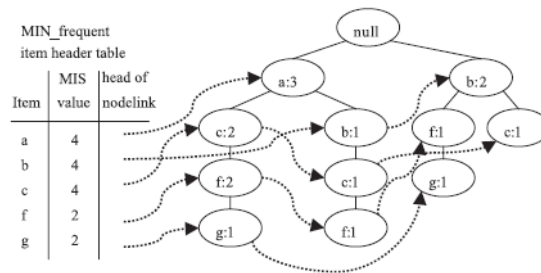 MIN_frequent
item header table
Item MIS value head of nodelink
a 4
b 4
c 4
f 2
g 2
null
a:3 b:2
c:2 b:1 f:1 c:1
f:2 c:1 g:1
g:1 f:1